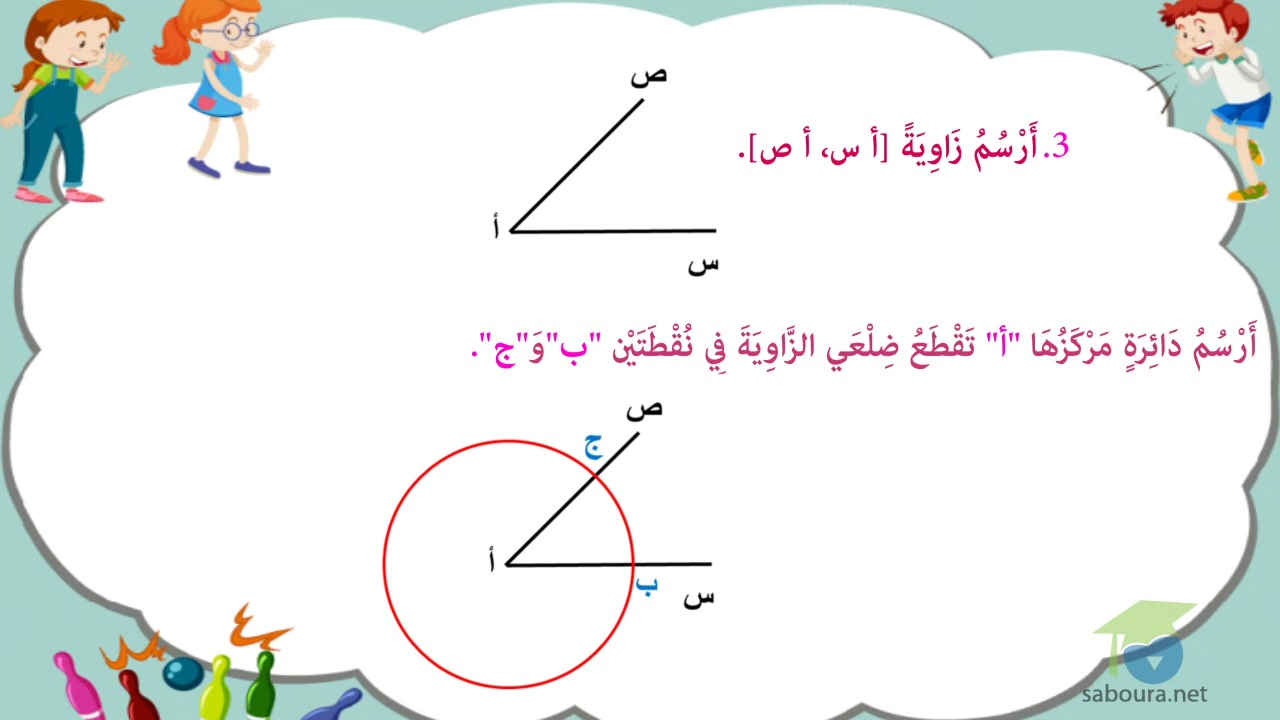 ص
3. أَرْسُمُ زَاوِيَةً [أ س، أ ص].
أ
س
أَرْسُمُ دَائِرَةٍ مَرْكَزُهَا "أ" تَقْطَعُ ضِلْعَي الزَّاوِيَةَ فِي نُقْطَتَيْن "ب"وَ"ج".
ص
ج
أ
ب
س
saboura.net